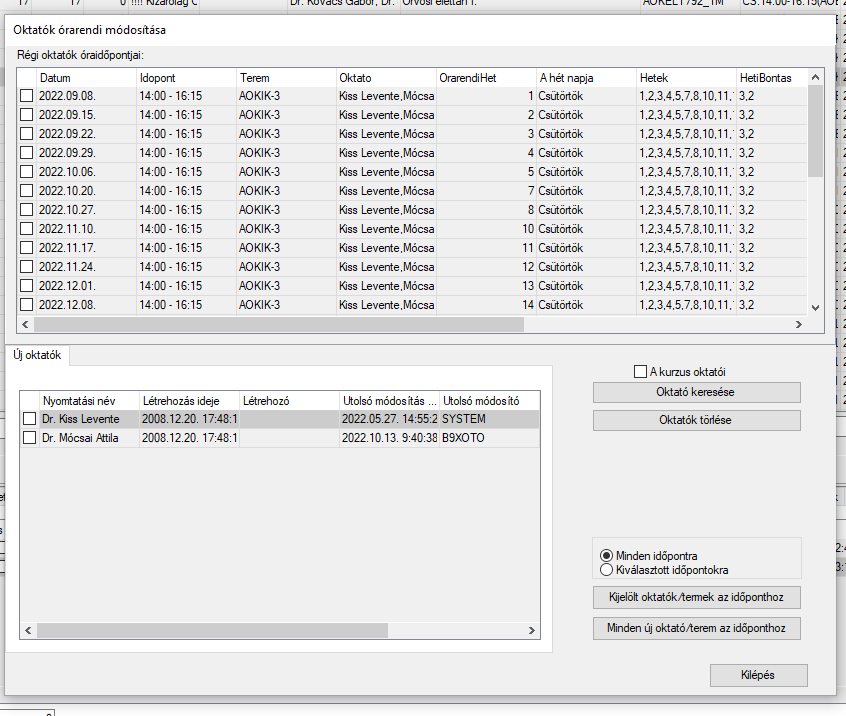 17 17 0 !!!! Kizárólag Dr. Kovács Gábor, Dr. Orvosi élettan I. AOKELT792_1M CS:14:00-16:15(AO
Oktatók órarendi módosítása
Régi oktatók óraidőpontjai:
Datum Idopont Terem Oktato OrarendiHet A hét napja Hetek HetiBontas
2022.09.08. 14:00 - 16:15 AOKIK-3 Kiss Levente,Mócsa 1 Csütörtök 1,2,3,4,5,7,8,10,11, 3,2
2022.09.15. 14:00 - 16:15 AOKIK-3 Kiss Levente,Mócsa 2 Csütörtök 1,2,3,4,5,7,8,10,11, 3,2
2022.09.22. 14:00 - 16:15 AOKIK-3 Kiss Levente,Mócsa 3 Csütörtök 1,2,3,4,5,7,8,10,11, 3,2
2022.09.29. 14:00 - 16:15 AOKIK-3 Kiss Levente,Mócsa 4 Csütörtök 1,2,3,4,5,7,8,10,11, 3,2
2022.10.06. 14:00 - 16:15 AOKIK-3 Kiss Levente,Mócsa 5 Csütörtök 1,2,3,4,5,7,8,10,11, 3,2
2022.10.20. 14:00 - 16:15 AOKIK-3 Kiss Levente,Mócsa 7 Csütörtök 1,2,3,4,5,7,8,10,11, 3,2
2022.10.27. 14:00 - 16:15 AOKIK-3 Kiss Levente,Mócsa 8 Csütörtök 1,2,3,4,5,7,8,10,11, 3,2
2022.11.10. 14:00 - 16:15 AOKIK-3 Kiss Levente,Mócsa 10 Csütörtök 1,2,3,4,5,7,8,10,11, 3,2
2022.11.17. 14:00 - 16:15 AOKIK-3 Kiss Levente,Mócsa 11 Csütörtök 1,2,3,4,5,7,8,10,11, 3,2
2022.11.24. 14:00 - 16:15 AOKIK-3 Kiss Levente,Mócsa 12 Csütörtök 1,2,3,4,5,7,8,10,11, 3,2
2022.12.01. 14:00 - 16:15 AOKIK-3 Kiss Levente,Mócsa 13 Csütörtök 1,2,3,4,5,7,8,10,11, 3,2
2022.12.08. 14:00 - 16:15 AOKIK-3 Kiss Levente,Mócsa 14 Csütörtök 1,2,3,4,5,7,8,10,11, 3,2
Új oktatók
Nyomtatási név Létrehozás ideje Létrehozó Utolsó módosítás ... Utolsó módosító
Dr. Kiss Levente 2008.12.20. 17:48:1 2022.05.27. 14:55:2 SYSTEM
Dr. Mócsai Attila 2008.12.20. 17:48:1 2022.10.13. 9:40:38 B9XOTO
A kurzus oktatói
Oktató keresése
Oktatók törlése
Minden időpontra
Kiválasztott időpontokra
Kijelölt oktatók/termek az időponthoz
Minden új oktató/terem az időponthoz
Kilépés